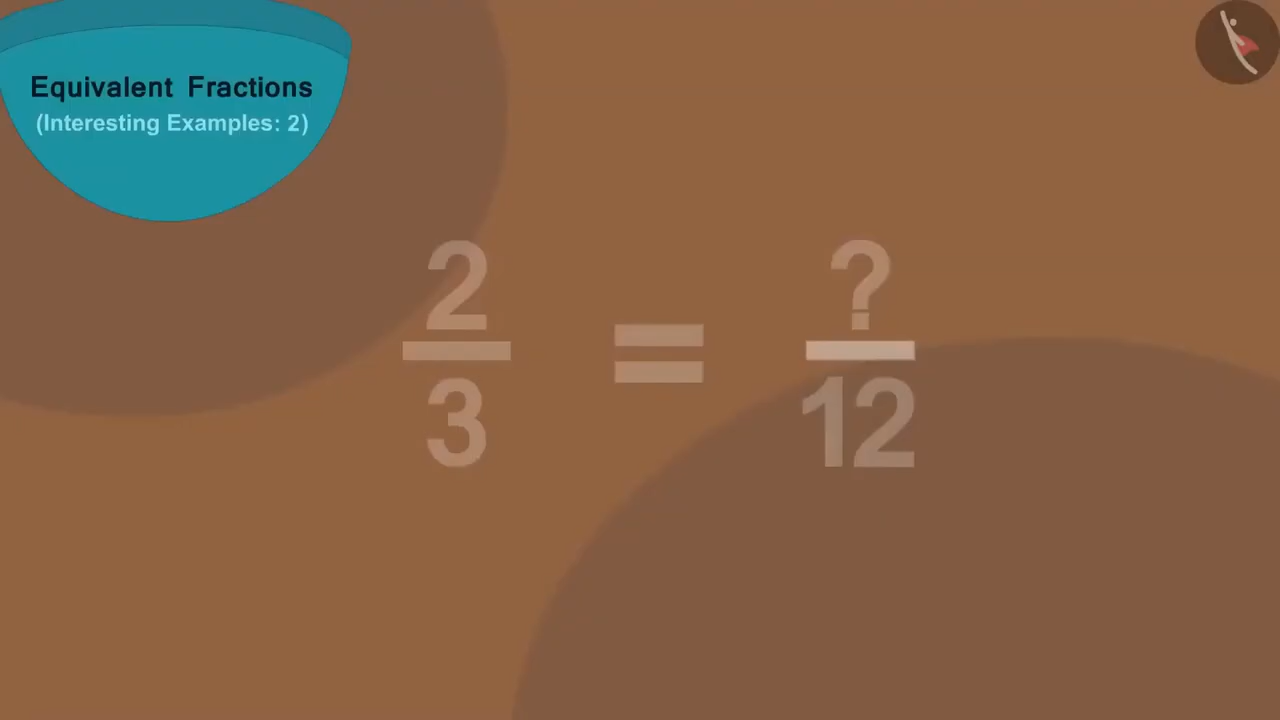 Equivalent Fractions
(Interesting Examples: 2)
2 ?
3 = 12